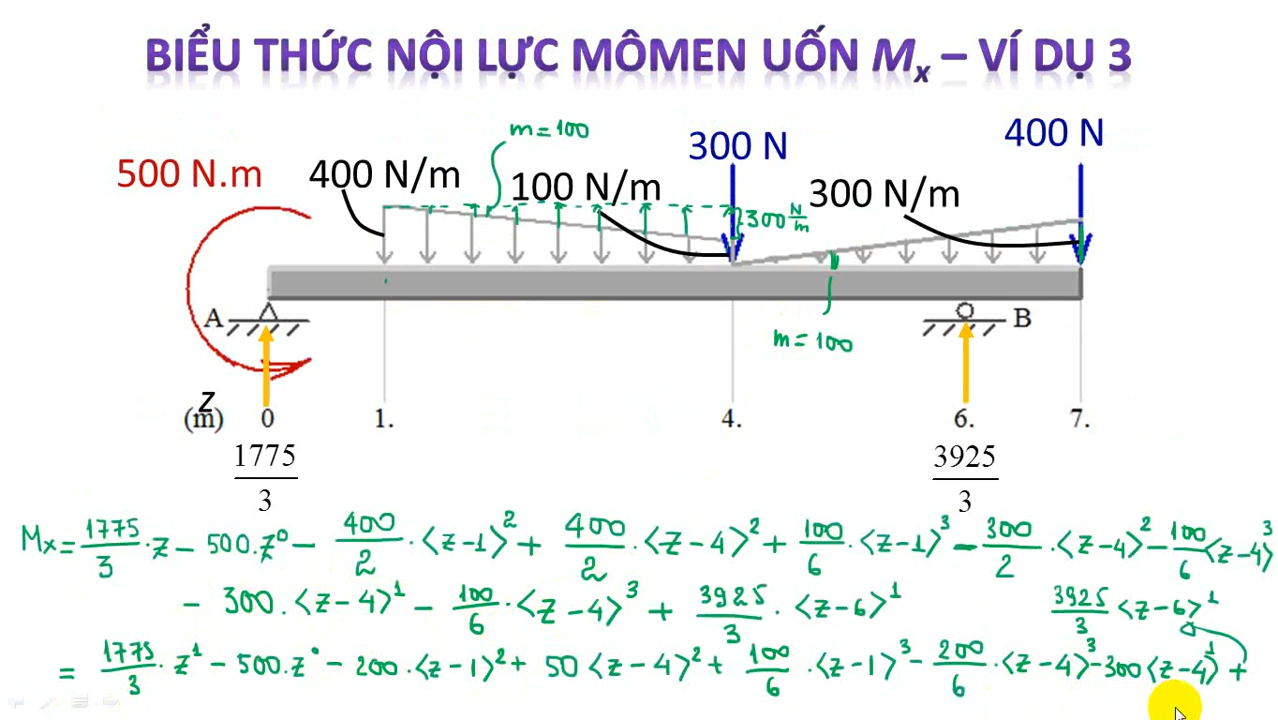 BIỂU THỨC NỘI LỰC MÔMEN UỐN Mₓ – VÍ DỤ 3
m = 100
300 N
400 N
500 N.m
400 N/m
100 N/m
300 N/m
300 N/m
A
B
m = 100
z
(m) 0 1. 4. 6. 7.
1775/3
3925/3
Mx = 1775/3 · z – 500.z⁰ – 400/2 · <z–1>² + 400/2 · <z–4>² + 100/6 · <z–1>³ – 300/2 · <z–4>² – 100/6 <z–4>³
– 300 · <z–4>¹ – 100/6 · <z–4>³ + 3925/3 · <z–6>¹ 3925/3 <z–6>¹
= 1775/3 · z¹ – 500.z⁰ – 200 · <z–1>² + 50 <z–4>² + 100/6 · <z–1>³ – 200/6 · <z–4>³ – 300 <z–4>¹ +